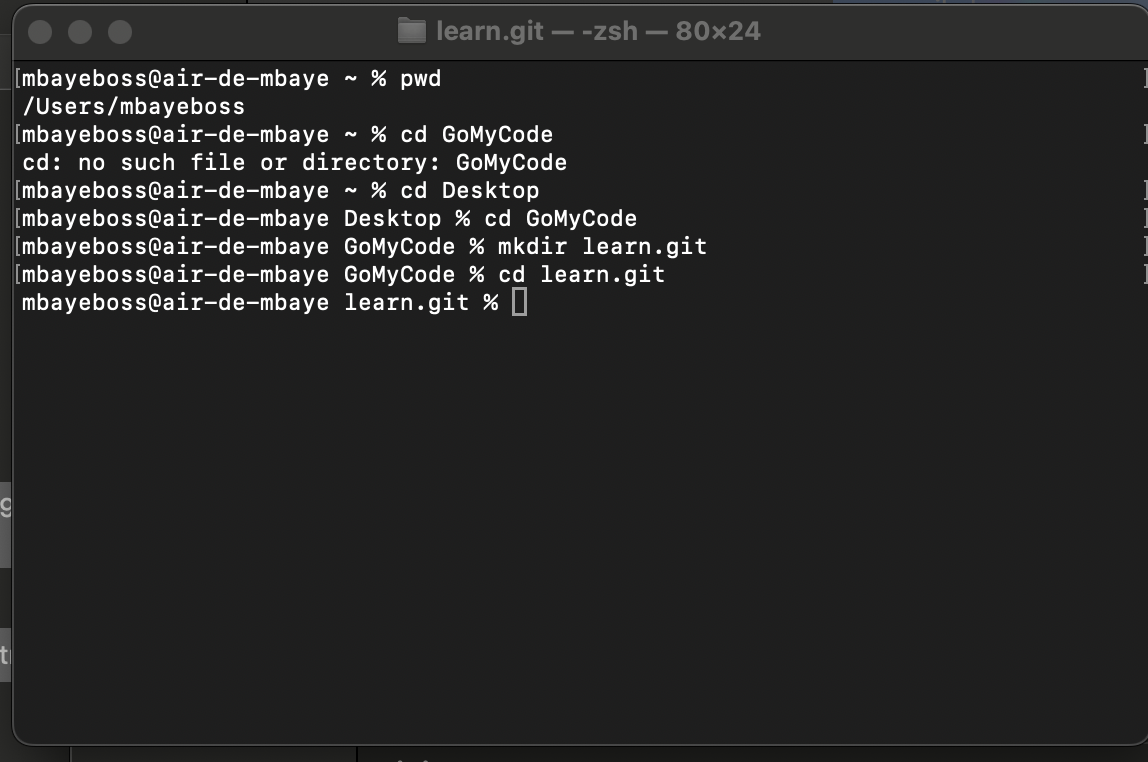 learn.git — -zsh — 80×24
[mbayeboss@air-de-mbaye ~ % pwd ]
/Users/mbayeboss
[mbayeboss@air-de-mbaye ~ % cd GoMyCode ]
cd: no such file or directory: GoMyCode
[mbayeboss@air-de-mbaye ~ % cd Desktop ]
[mbayeboss@air-de-mbaye Desktop % cd GoMyCode ]
[mbayeboss@air-de-mbaye GoMyCode % mkdir learn.git ]
[mbayeboss@air-de-mbaye GoMyCode % cd learn.git ]
mbayeboss@air-de-mbaye learn.git %